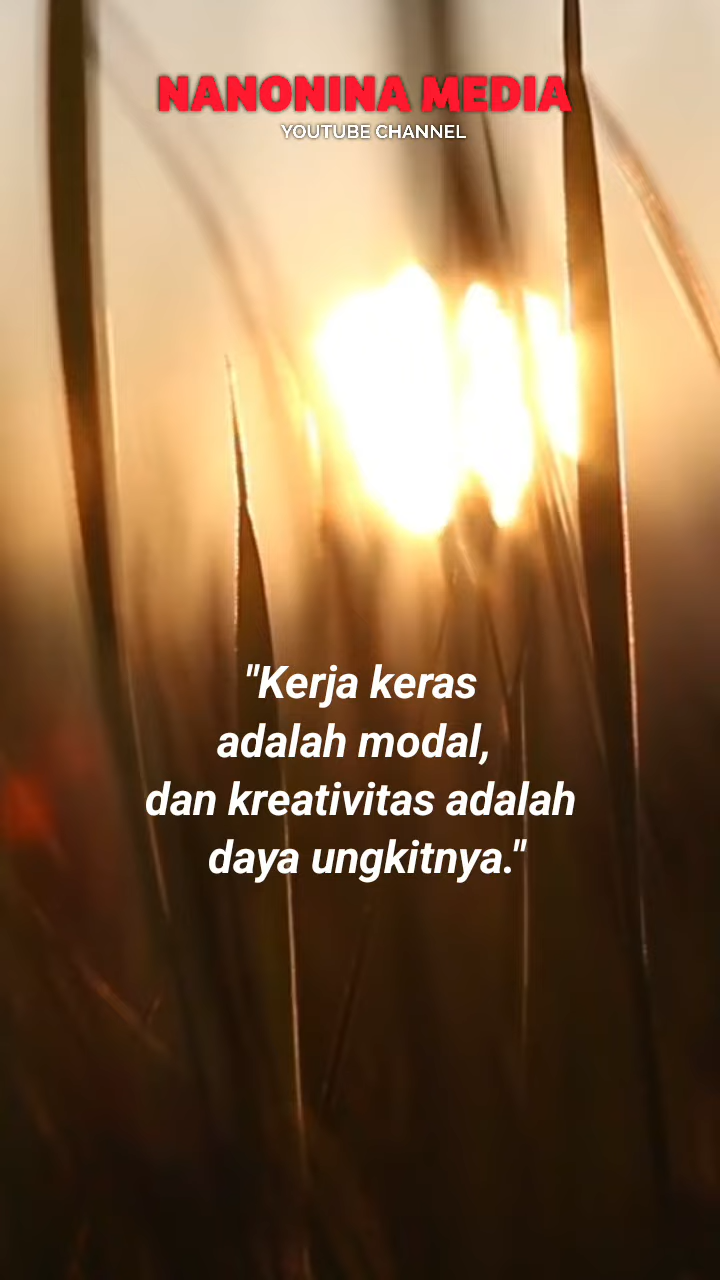 NANONINA MEDIA
YOUTUBE CHANNEL
"Kerja keras
adalah modal,
dan kreativitas adalah
daya ungkitnya."